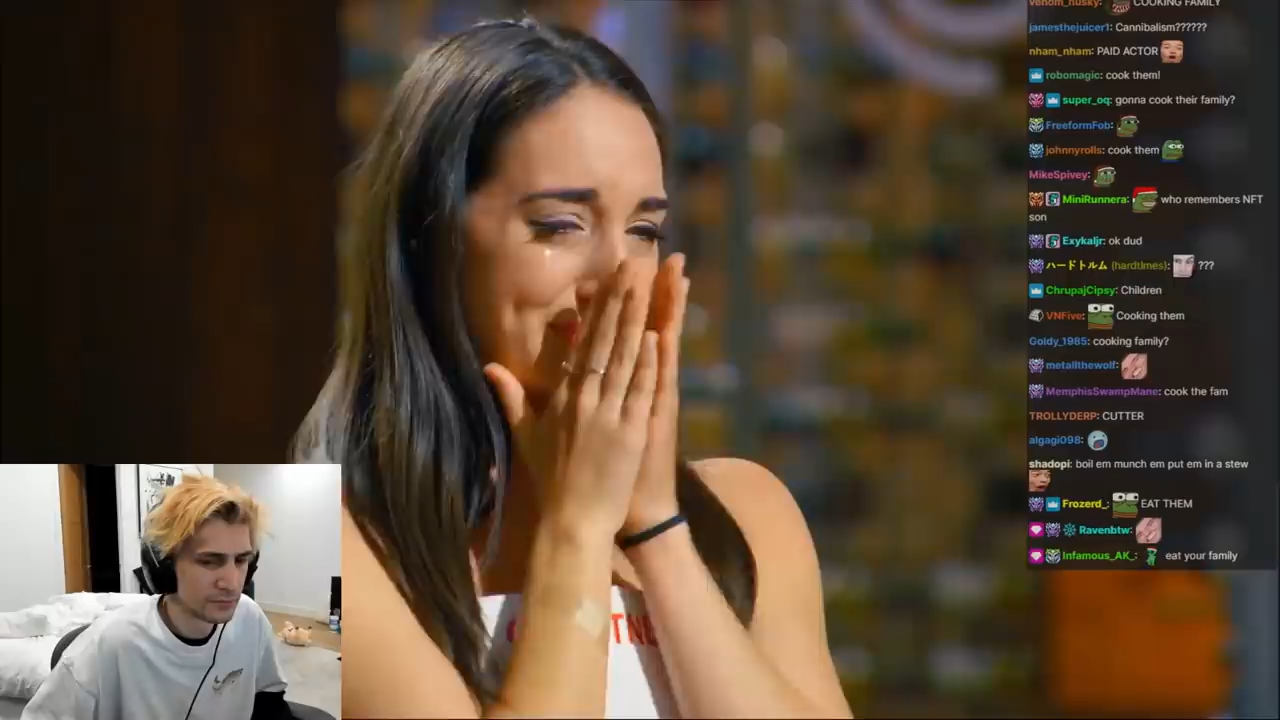 venom_husky: COOKING FAMILY
jamesthejuicer1: Cannibalism??????
nham_nham: PAID ACTOR
robomagic: cook them!
super_oq: gonna cook their family?
FreeformFob:
johnnyrolls: cook them
MikeSpivey:
MiniRunnera: who remembers NFT
son
Exykaljr: ok dud
ハードトルム (hardtlmes): ???
ChrupajCipsy: Children
VNFive: Cooking them
Goldy_1985: cooking family?
metallthewolf:
MemphisSwampMane: cook the fam
TROLLYDERP: CUTTER
algagi098:
shadopi: boil em munch em put em in a stew
Frozerd_: EAT THEM
Ravenbtw:
Infamous_AK_: eat your family